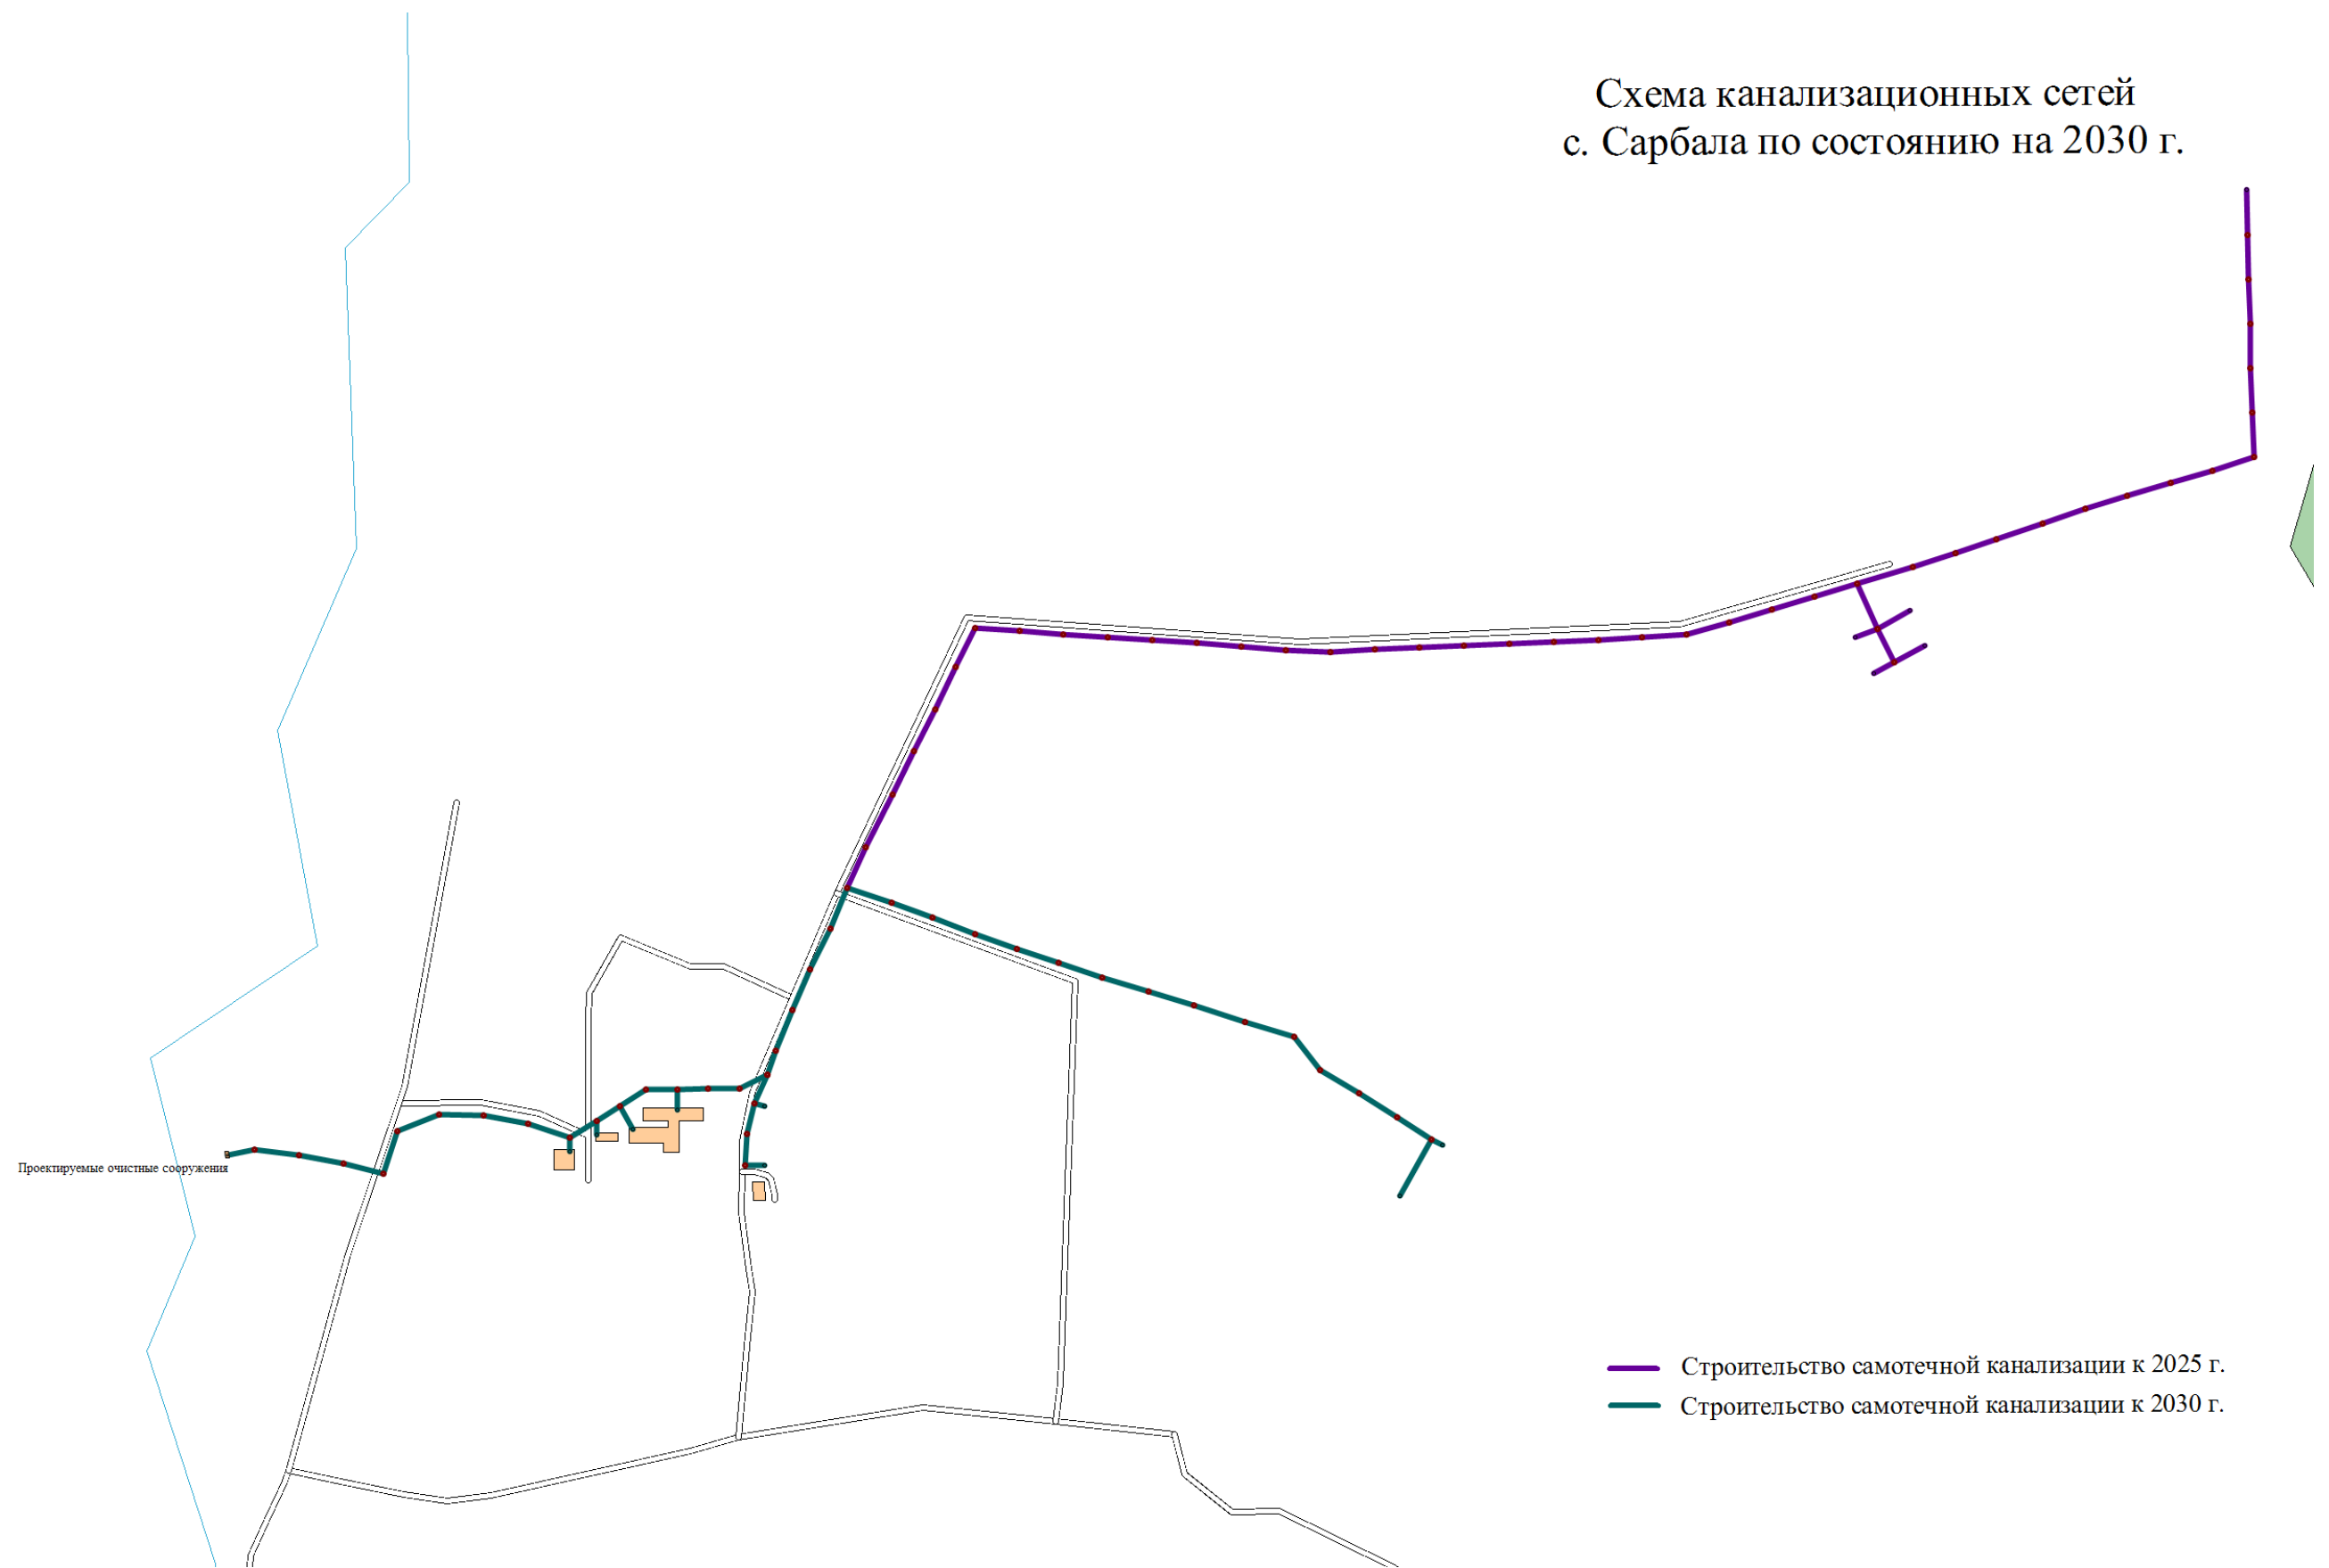 Схема канализационных сетей
с. Сарбала по состоянию на 2030 г.
Проектируемые очистные сооружения
Строительство самотечной канализации к 2025 г.
Строительство самотечной канализации к 2030 г.